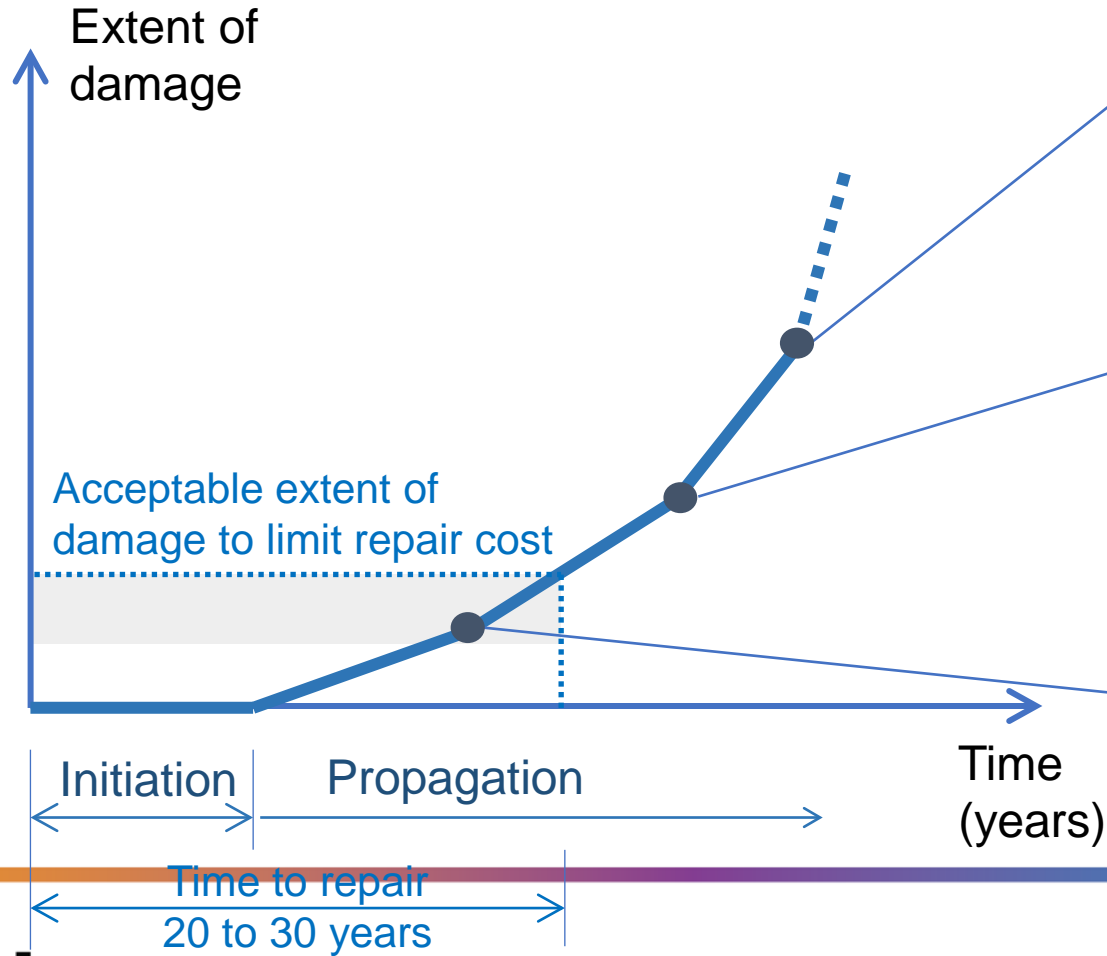 Extent of
damage
Acceptable extent of
damage to limit repair cost
Initiation
Propagation
Time
(years)
Time to repair
20 to 30 years